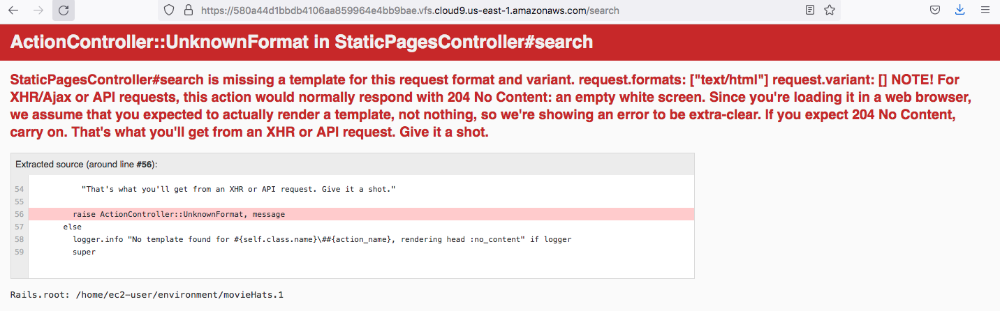 https://580a44d1bbdb4106aa859964e4bb9bae.vfs.cloud9.us-east-1.amazonaws.com/search
ActionController::UnknownFormat in StaticPagesController#search
StaticPagesController#search is missing a template for this request format and variant. request.formats: ["text/html"] request.variant: [] NOTE! For
XHR/Ajax or API requests, this action would normally respond with 204 No Content: an empty white screen. Since you're loading it in a web browser,
we assume that you expected to actually render a template, not nothing, so we're showing an error to be extra-clear. If you expect 204 No Content,
carry on. That's what you'll get from an XHR or API request. Give it a shot.
Extracted source (around line #56):
54 "That's what you'll get from an XHR or API request. Give it a shot."
55
56 raise ActionController::UnknownFormat, message
57 else
58 logger.info "No template found for #{self.class.name}\##{action_name}, rendering head :no_content" if logger
59 super
Rails.root: /home/ec2-user/environment/movieHats.1